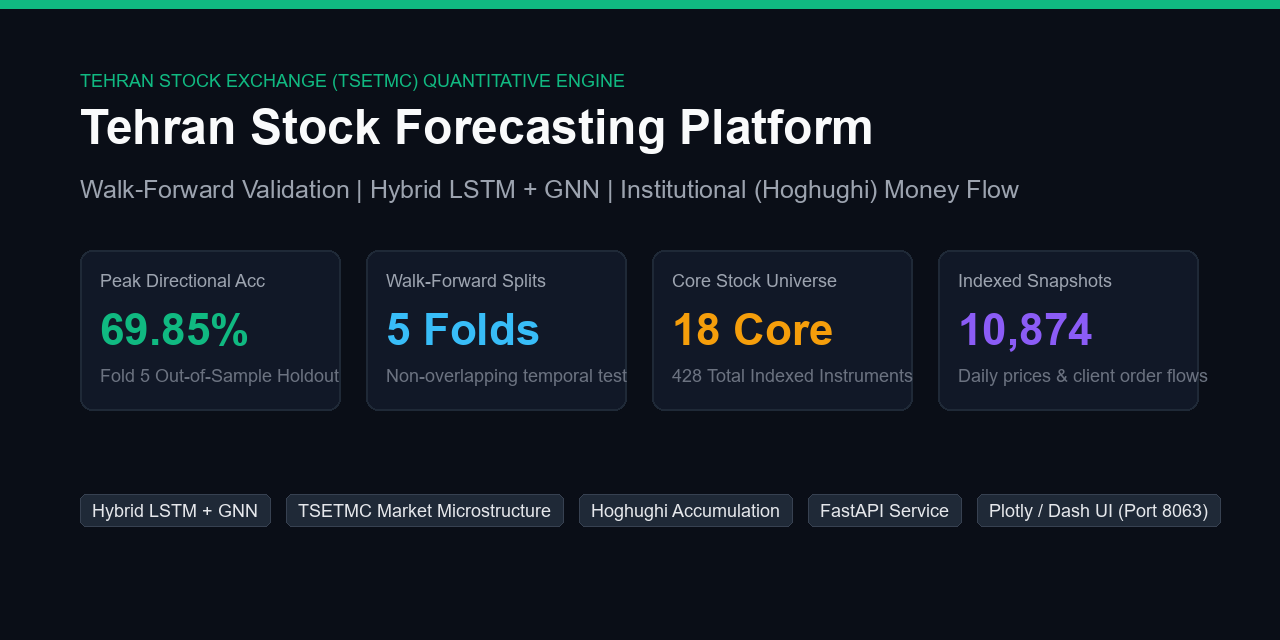 TEHRAN STOCK EXCHANGE (TSETMC) QUANTITATIVE ENGINE
Tehran Stock Forecasting Platform
Walk-Forward Validation | Hybrid LSTM + GNN | Institutional (Hoghughi) Money Flow
Peak Directional Acc
69.85%
Fold 5 Out-of-Sample Holdout
Walk-Forward Splits
5 Folds
Non-overlapping temporal test
Core Stock Universe
18 Core
428 Total Indexed Instruments
Indexed Snapshots
10,874
Daily prices & client order flows
Hybrid LSTM + GNN
TSETMC Market Microstructure
Hoghughi Accumulation
FastAPI Service
Plotly / Dash UI (Port 8063)